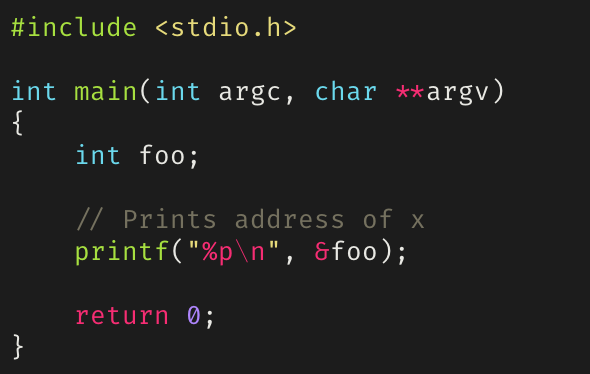 #include <stdio.h>
int main(int argc, char **argv)
{
int foo;
// Prints address of x
printf("%p\n", &foo);
return 0;
}